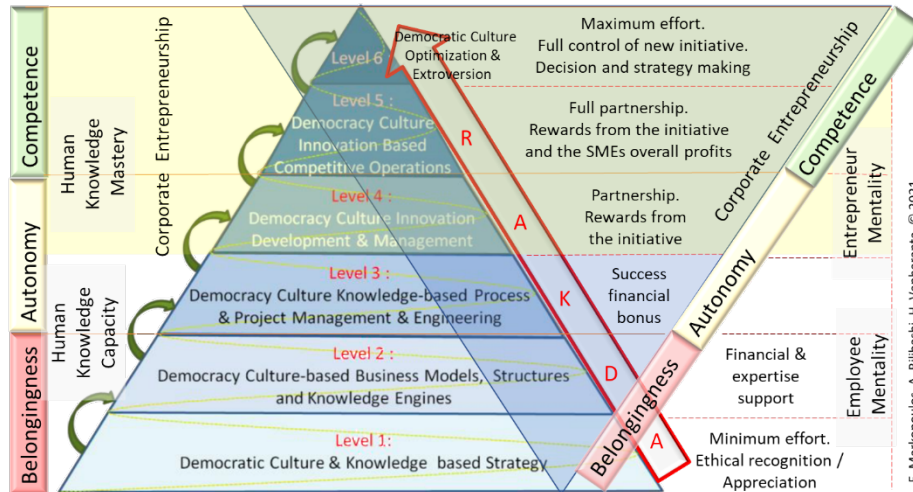 Competence
Autonomy
Belongingness
Human
Knowledge
Mastery
Human
Knowledge
Capacity
Corporate Entrepreneurship
Level 6
Level 5 :
Democracy Culture
Innovation Based
Competitive Operations
Level 4 :
Democracy Culture Innovation
Development & Management
Level 3 :
Democracy Culture Knowledge-based Process
& Project Management & Engineering
Level 2 :
Democracy Culture-based Business Models, Structures
and Knowledge Engines
Level 1:
Democratic Culture & Knowledge based Strategy
Democratic Culture
Optimization &
Extroversion
R
A
K
D
A
Maximum effort.
Full control of new initiative.
Decision and strategy making
Full partnership.
Rewards from the initiative
and the SMEs overall profits
Partnership.
Rewards from
the initiative
Success
financial
bonus
Financial &
expertise
support
Minimum effort.
Ethical recognition /
Appreciation
Corporate Entrepreneurship
Competence
Autonomy
Belongingness
Entrepreneur
Mentality
Employee
Mentality
© 2021